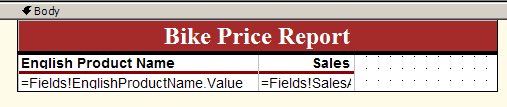 Body
Bike Price Report
English Product Name Sales
=Fields!EnglishProductName.Value =Fields!SalesA